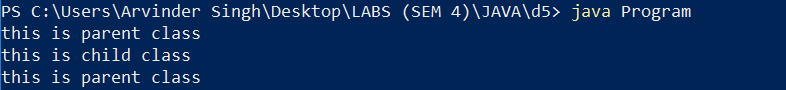 PS C:\Users\Arvinder Singh\Desktop\LABS (SEM 4)\JAVA\d5> java Program
this is parent class
this is child class
this is parent class